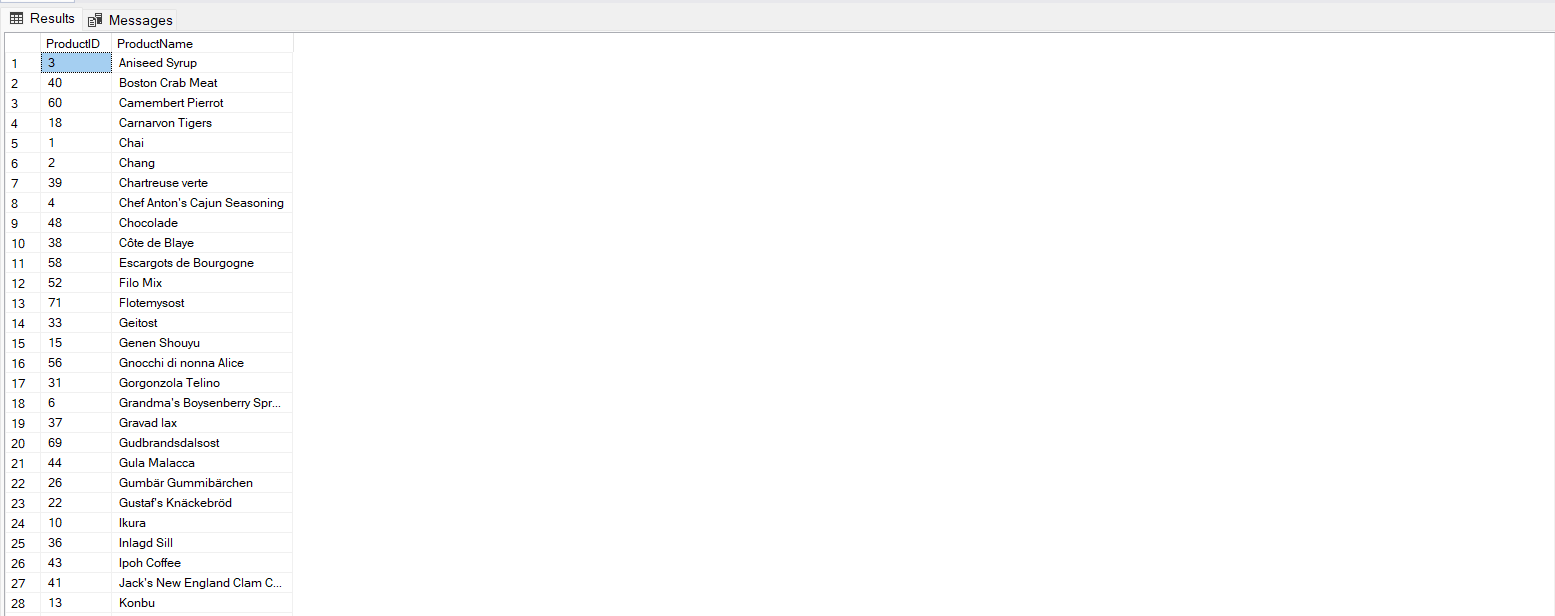 Results Messages
ProductID ProductName
1 3 Aniseed Syrup
2 40 Boston Crab Meat
3 60 Camembert Pierrot
4 18 Carnarvon Tigers
5 1 Chai
6 2 Chang
7 39 Chartreuse verte
8 4 Chef Anton's Cajun Seasoning
9 48 Chocolade
10 38 Côte de Blaye
11 58 Escargots de Bourgogne
12 52 Filo Mix
13 71 Flotemysost
14 33 Geitost
15 15 Genen Shouyu
16 56 Gnocchi di nonna Alice
17 31 Gorgonzola Telino
18 6 Grandma's Boysenberry Spr...
19 37 Gravad lax
20 69 Gudbrandsdalsost
21 44 Gula Malacca
22 26 Gumbär Gummibärchen
23 22 Gustaf's Knäckebröd
24 10 Ikura
25 36 Inlagd Sill
26 43 Ipoh Coffee
27 41 Jack's New England Clam C...
28 13 Konbu